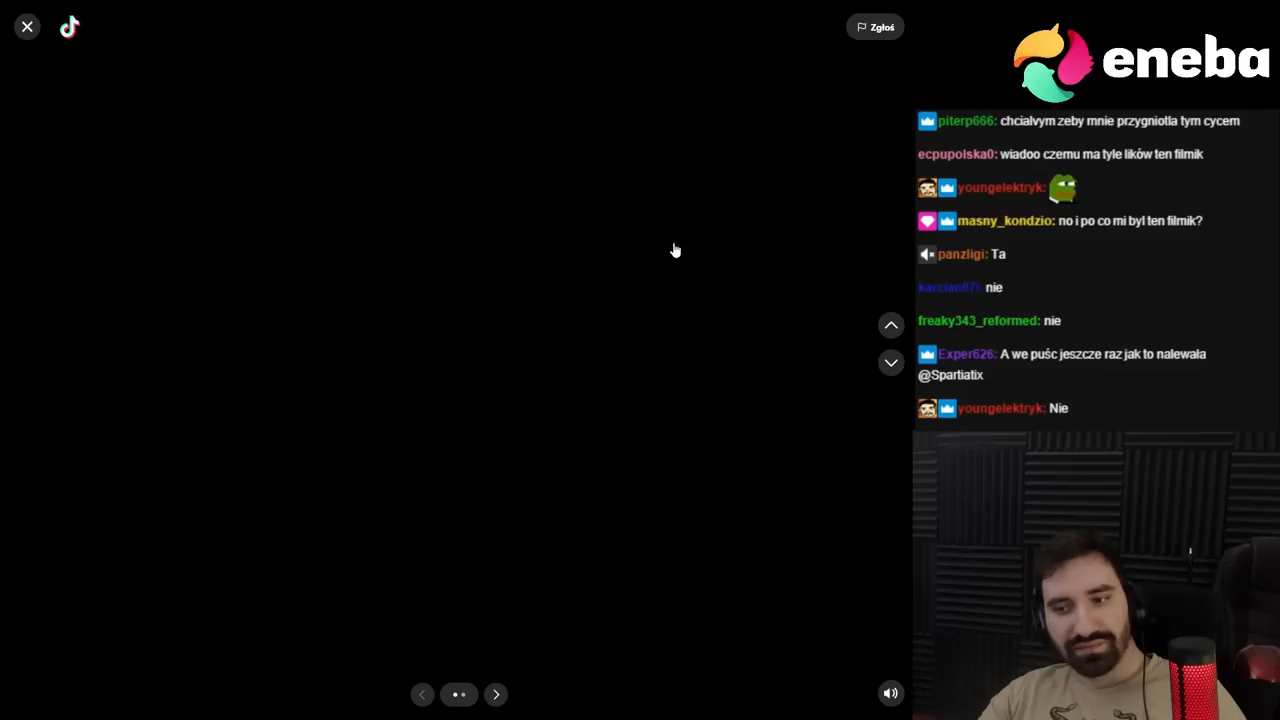 Zgłoś
eneba
piterp666: chcialvym zeby mnie przygniotla tym cycem
ecpupolska0: wiadoo czemu ma tyle lików ten filmik
youngelektryk:
masny_kondzio: no i po co mi byl ten filmik?
panzligi: Ta
karcian07: nie
freaky343_reformed: nie
Exper626: A we puśc jeszcze raz jak to nalewała
@Spartiatix
youngelektryk: Nie